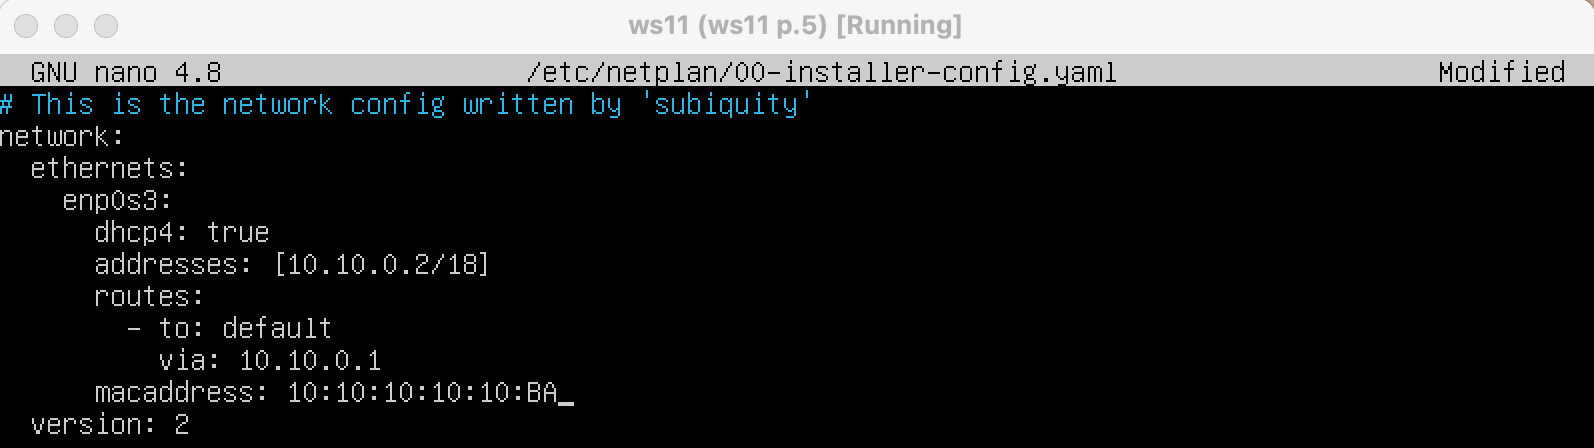 ws11 (ws11 p.5) [Running]
GNU nano 4.8 /etc/netplan/00-installer-config.yaml Modified
# This is the network config written by 'subiquity'
network:
  ethernets:
    enp0s3:
      dhcp4: true
      addresses: [10.10.0.2/18]
      routes:
        - to: default
          via: 10.10.0.1
      macaddress: 10:10:10:10:10:BA_
  version: 2